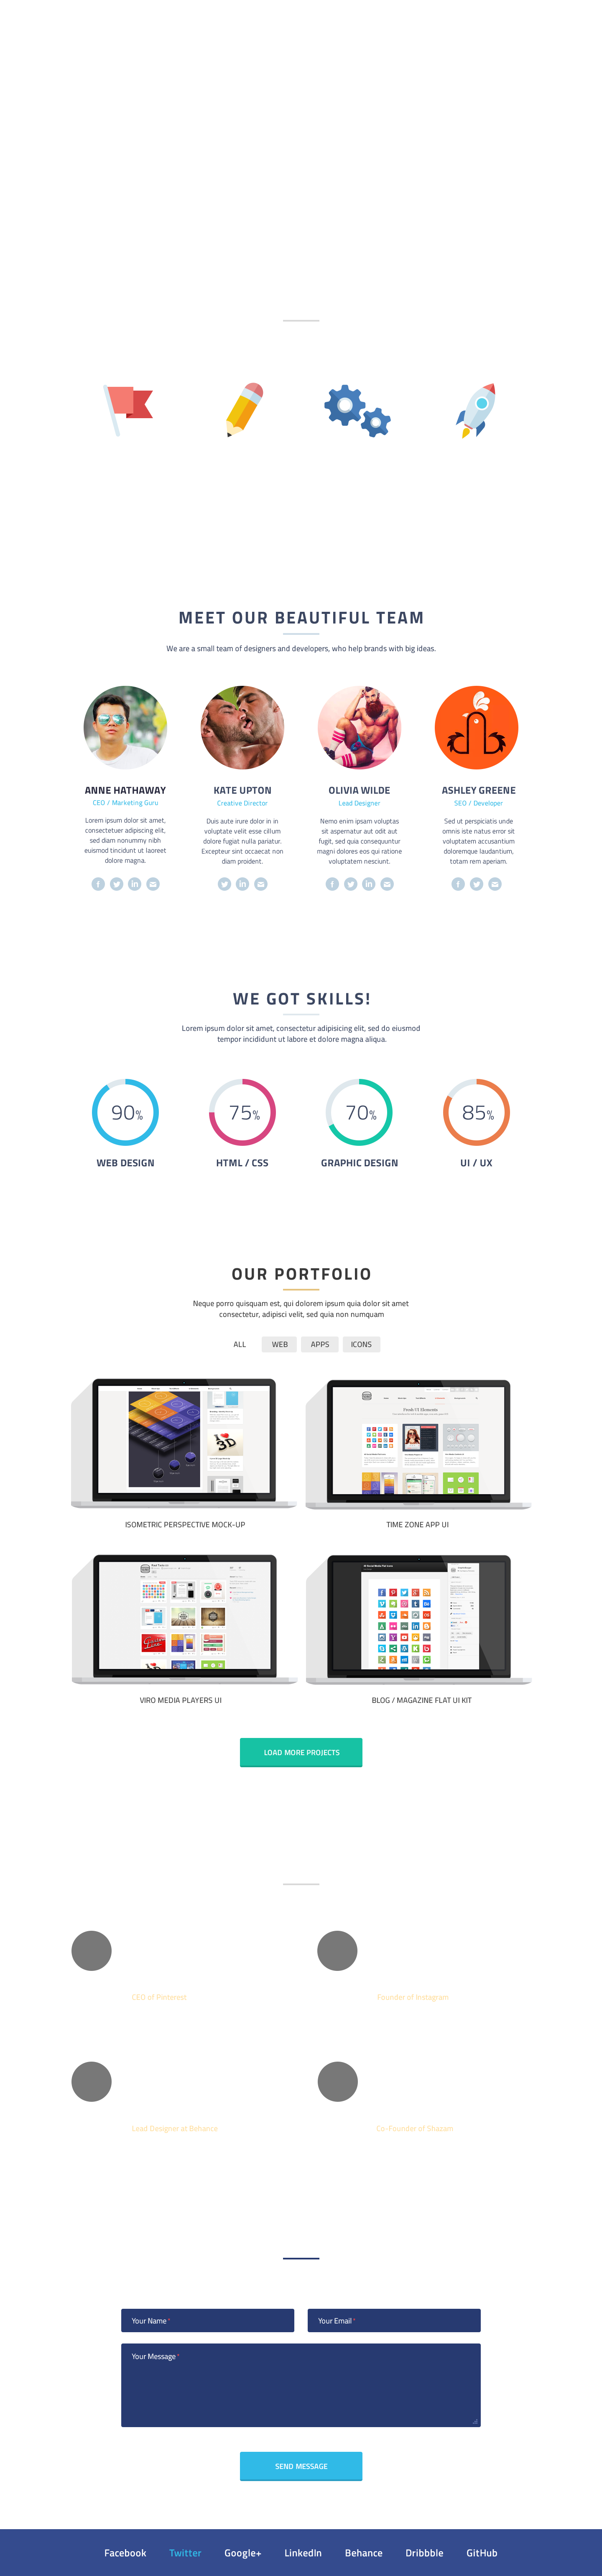 MEET OUR BEAUTIFUL TEAM
We are a small team of designers and developers, who help brands with big ideas.
ANNE HATHAWAY
CEO / Marketing Guru
Lorem ipsum dolor sit amet,
consectetuer adipiscing elit,
sed diam nonummy nibh
euismod tincidunt ut laoreet
dolore magna.
KATE UPTON
Creative Director
Duis aute irure dolor in in
voluptate velit esse cillum
dolore fugiat nulla pariatur.
Excepteur sint occaecat non
diam proident.
OLIVIA WILDE
Lead Designer
Nemo enim ipsam voluptas
sit aspernatur aut odit aut
fugit, sed quia consequuntur
magni dolores eos qui ratione
voluptatem nesciunt.
ASHLEY GREENE
SEO / Developer
Sed ut perspiciatis unde
omnis iste natus error sit
voluptatem accusantium
doloremque laudantium,
totam rem aperiam.
WE GOT SKILLS!
Lorem ipsum dolor sit amet, consectetur adipisicing elit, sed do eiusmod
tempor incididunt ut labore et dolore magna aliqua.
90%
WEB DESIGN
75%
HTML / CSS
70%
GRAPHIC DESIGN
85%
UI / UX
OUR PORTFOLIO
Neque porro quisquam est, qui dolorem ipsum quia dolor sit amet
consectetur, adipisci velit, sed quia non numquam
ALL WEB APPS ICONS
I 3D
Fresh UI Elements
ISOMETRIC PERSPECTIVE MOCK-UP
TIME ZONE APP UI
VIRO MEDIA PLAYERS UI
BLOG / MAGAZINE FLAT UI KIT
LOAD MORE PROJECTS
CEO of Pinterest
Founder of Instagram
Lead Designer at Behance
Co-Founder of Shazam
Your Name *
Your Email *
Your Message *
SEND MESSAGE
Facebook Twitter Google+ LinkedIn Behance Dribbble GitHub